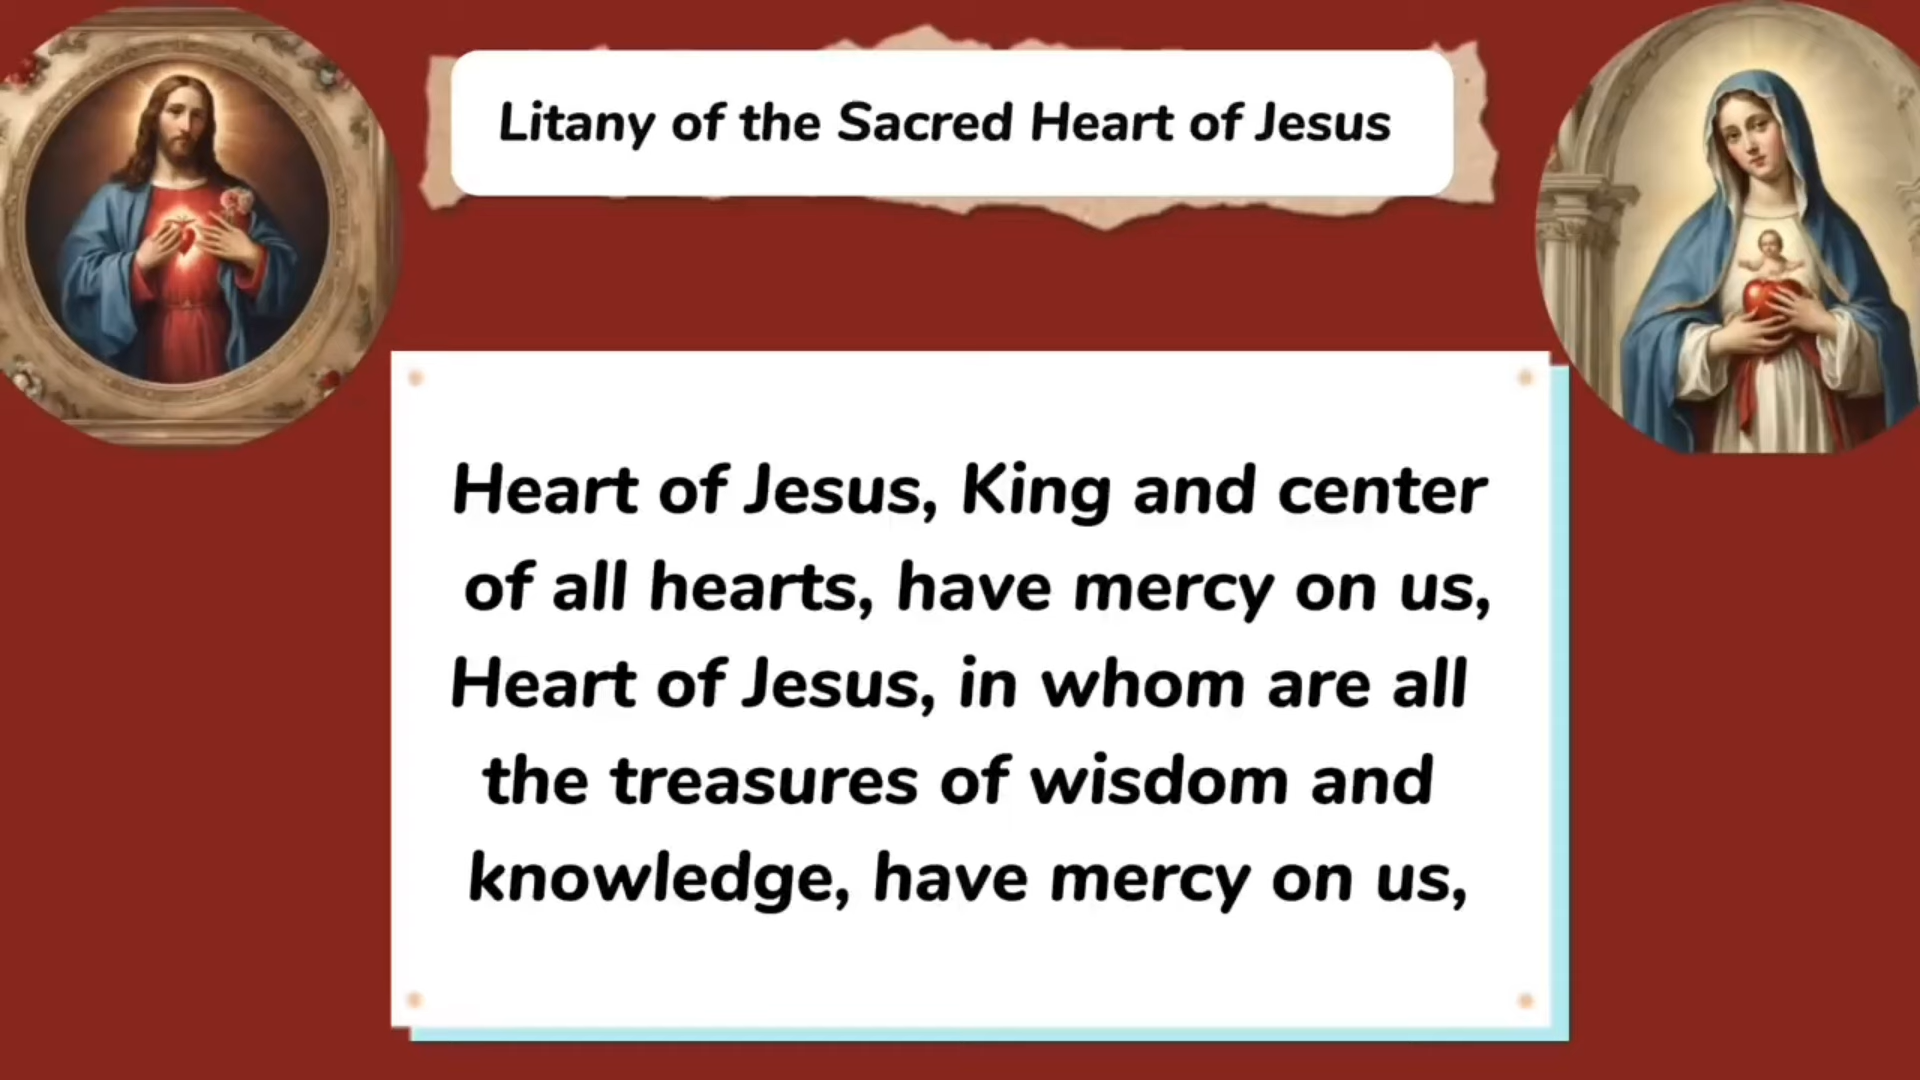 Litany of the Sacred Heart of Jesus
Heart of Jesus, King and center
of all hearts, have mercy on us,
Heart of Jesus, in whom are all
the treasures of wisdom and
knowledge, have mercy on us,